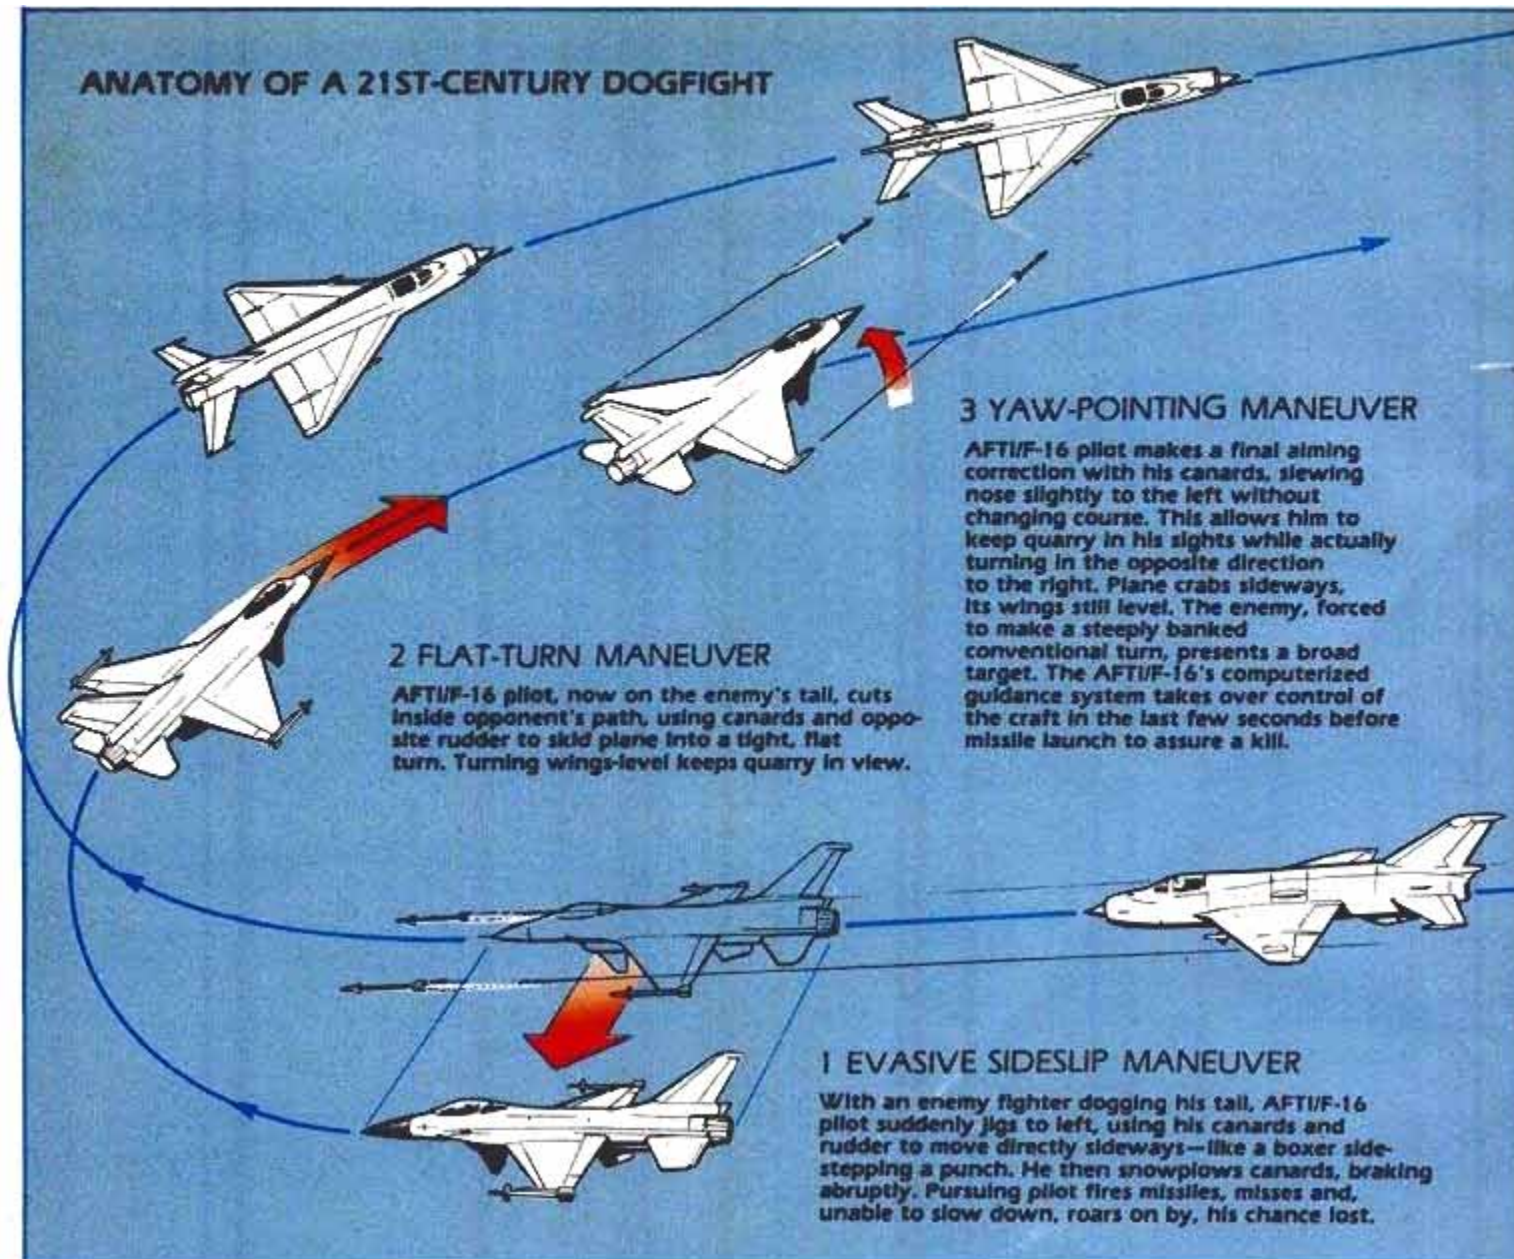 ANATOMY OF A 21ST-CENTURY DOGFIGHT
3 YAW-POINTING MANEUVER
AFTI/F-16 pilot makes a final aiming
correction with his canards, slewing
nose slightly to the left without
changing course. This allows him to
keep quarry in his sights while actually
turning in the opposite direction
to the right. Plane crabs sideways,
its wings still level. The enemy, forced
to make a steeply banked
conventional turn, presents a broad
target. The AFTI/F-16's computerized
guidance system takes over control of
the craft in the last few seconds before
missile launch to assure a kill.
2 FLAT-TURN MANEUVER
AFTI/F-16 pilot, now on the enemy's tail, cuts
inside opponent's path, using canards and oppo-
site rudder to skid plane into a tight, flat
turn. Turning wings-level keeps quarry in view.
1 EVASIVE SIDESLIP MANEUVER
With an enemy fighter dogging his tail, AFTI/F-16
pilot suddenly jigs to left, using his canards and
rudder to move directly sideways—like a boxer side-
stepping a punch. He then snowplows canards, braking
abruptly. Pursuing pilot fires missiles, misses and,
unable to slow down, roars on by, his chance lost.